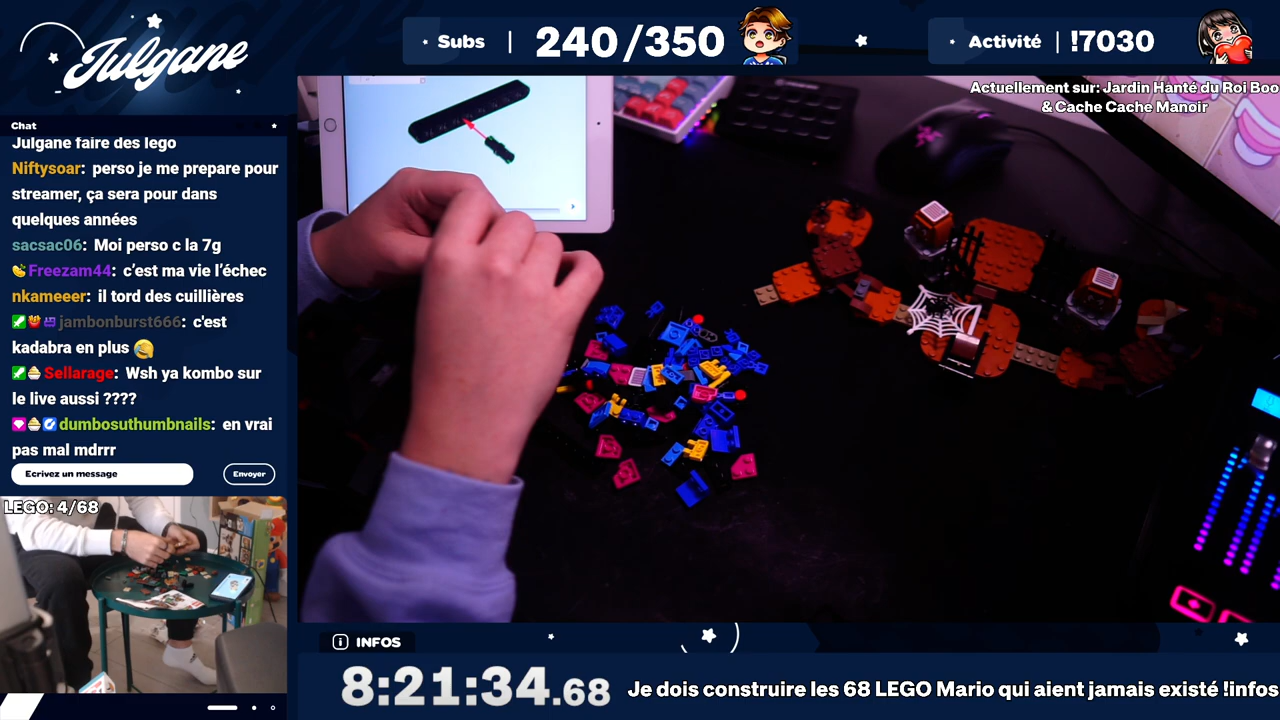 Julgane
Subs | 240/350
Activité | !7030
Actuellement sur: Jardin Hanté du Roi Boo
& Cache Cache Manoir
Chat
Julgane faire des lego
Niftysoar: perso je me prepare pour
streamer, ça sera pour dans
quelques années
sacsac06: Moi perso c la 7g
Freezam44: c’est ma vie l’échec
nkameeer: il tord des cuillières
jambonburst666: c'est
kadabra en plus
Sellarage: Wsh ya kombo sur
le live aussi ????
dumbosuthumbnails: en vrai
pas mal mdrrr
Ecrivez un message
Envoyer
LEGO: 4/68
INFOS
8:21:34.68
Je dois construire les 68 LEGO Mario qui aient jamais existé !infos